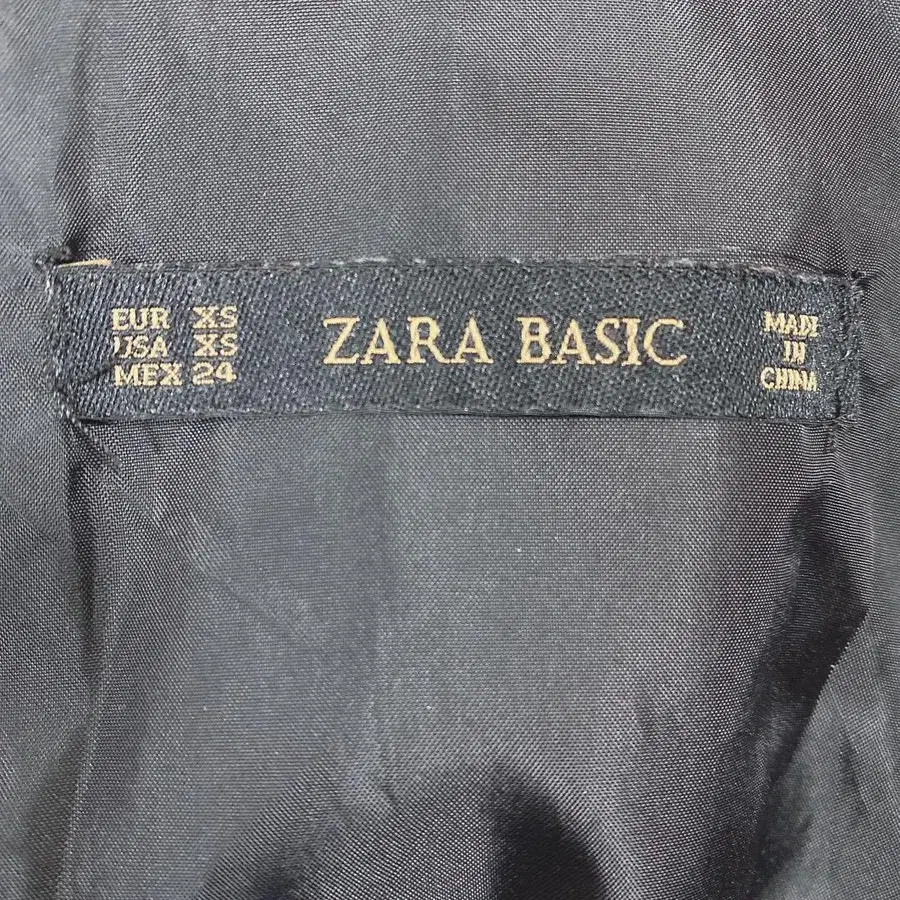 EUR XS
USA XS
MEX 24
ZARA BASIC
MADE
IN
CHINA